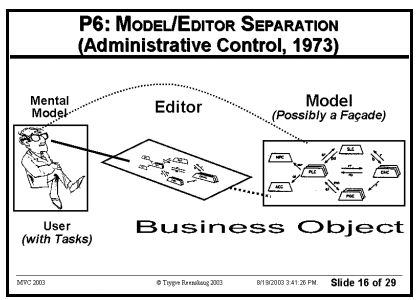 P6: MODEL/EDITOR SEPARATION
(Administrative Control, 1973)
Mental
Model
Editor
Model
(Possibly a Façade)
NPC
SLE
PLC
ENC
ACC
PGE
User
(with Tasks)
Business Object
MVC 2003
© Trygve Reenskaug 2003
8/19/2003 3:41:26 PM
Slide 16 of 29